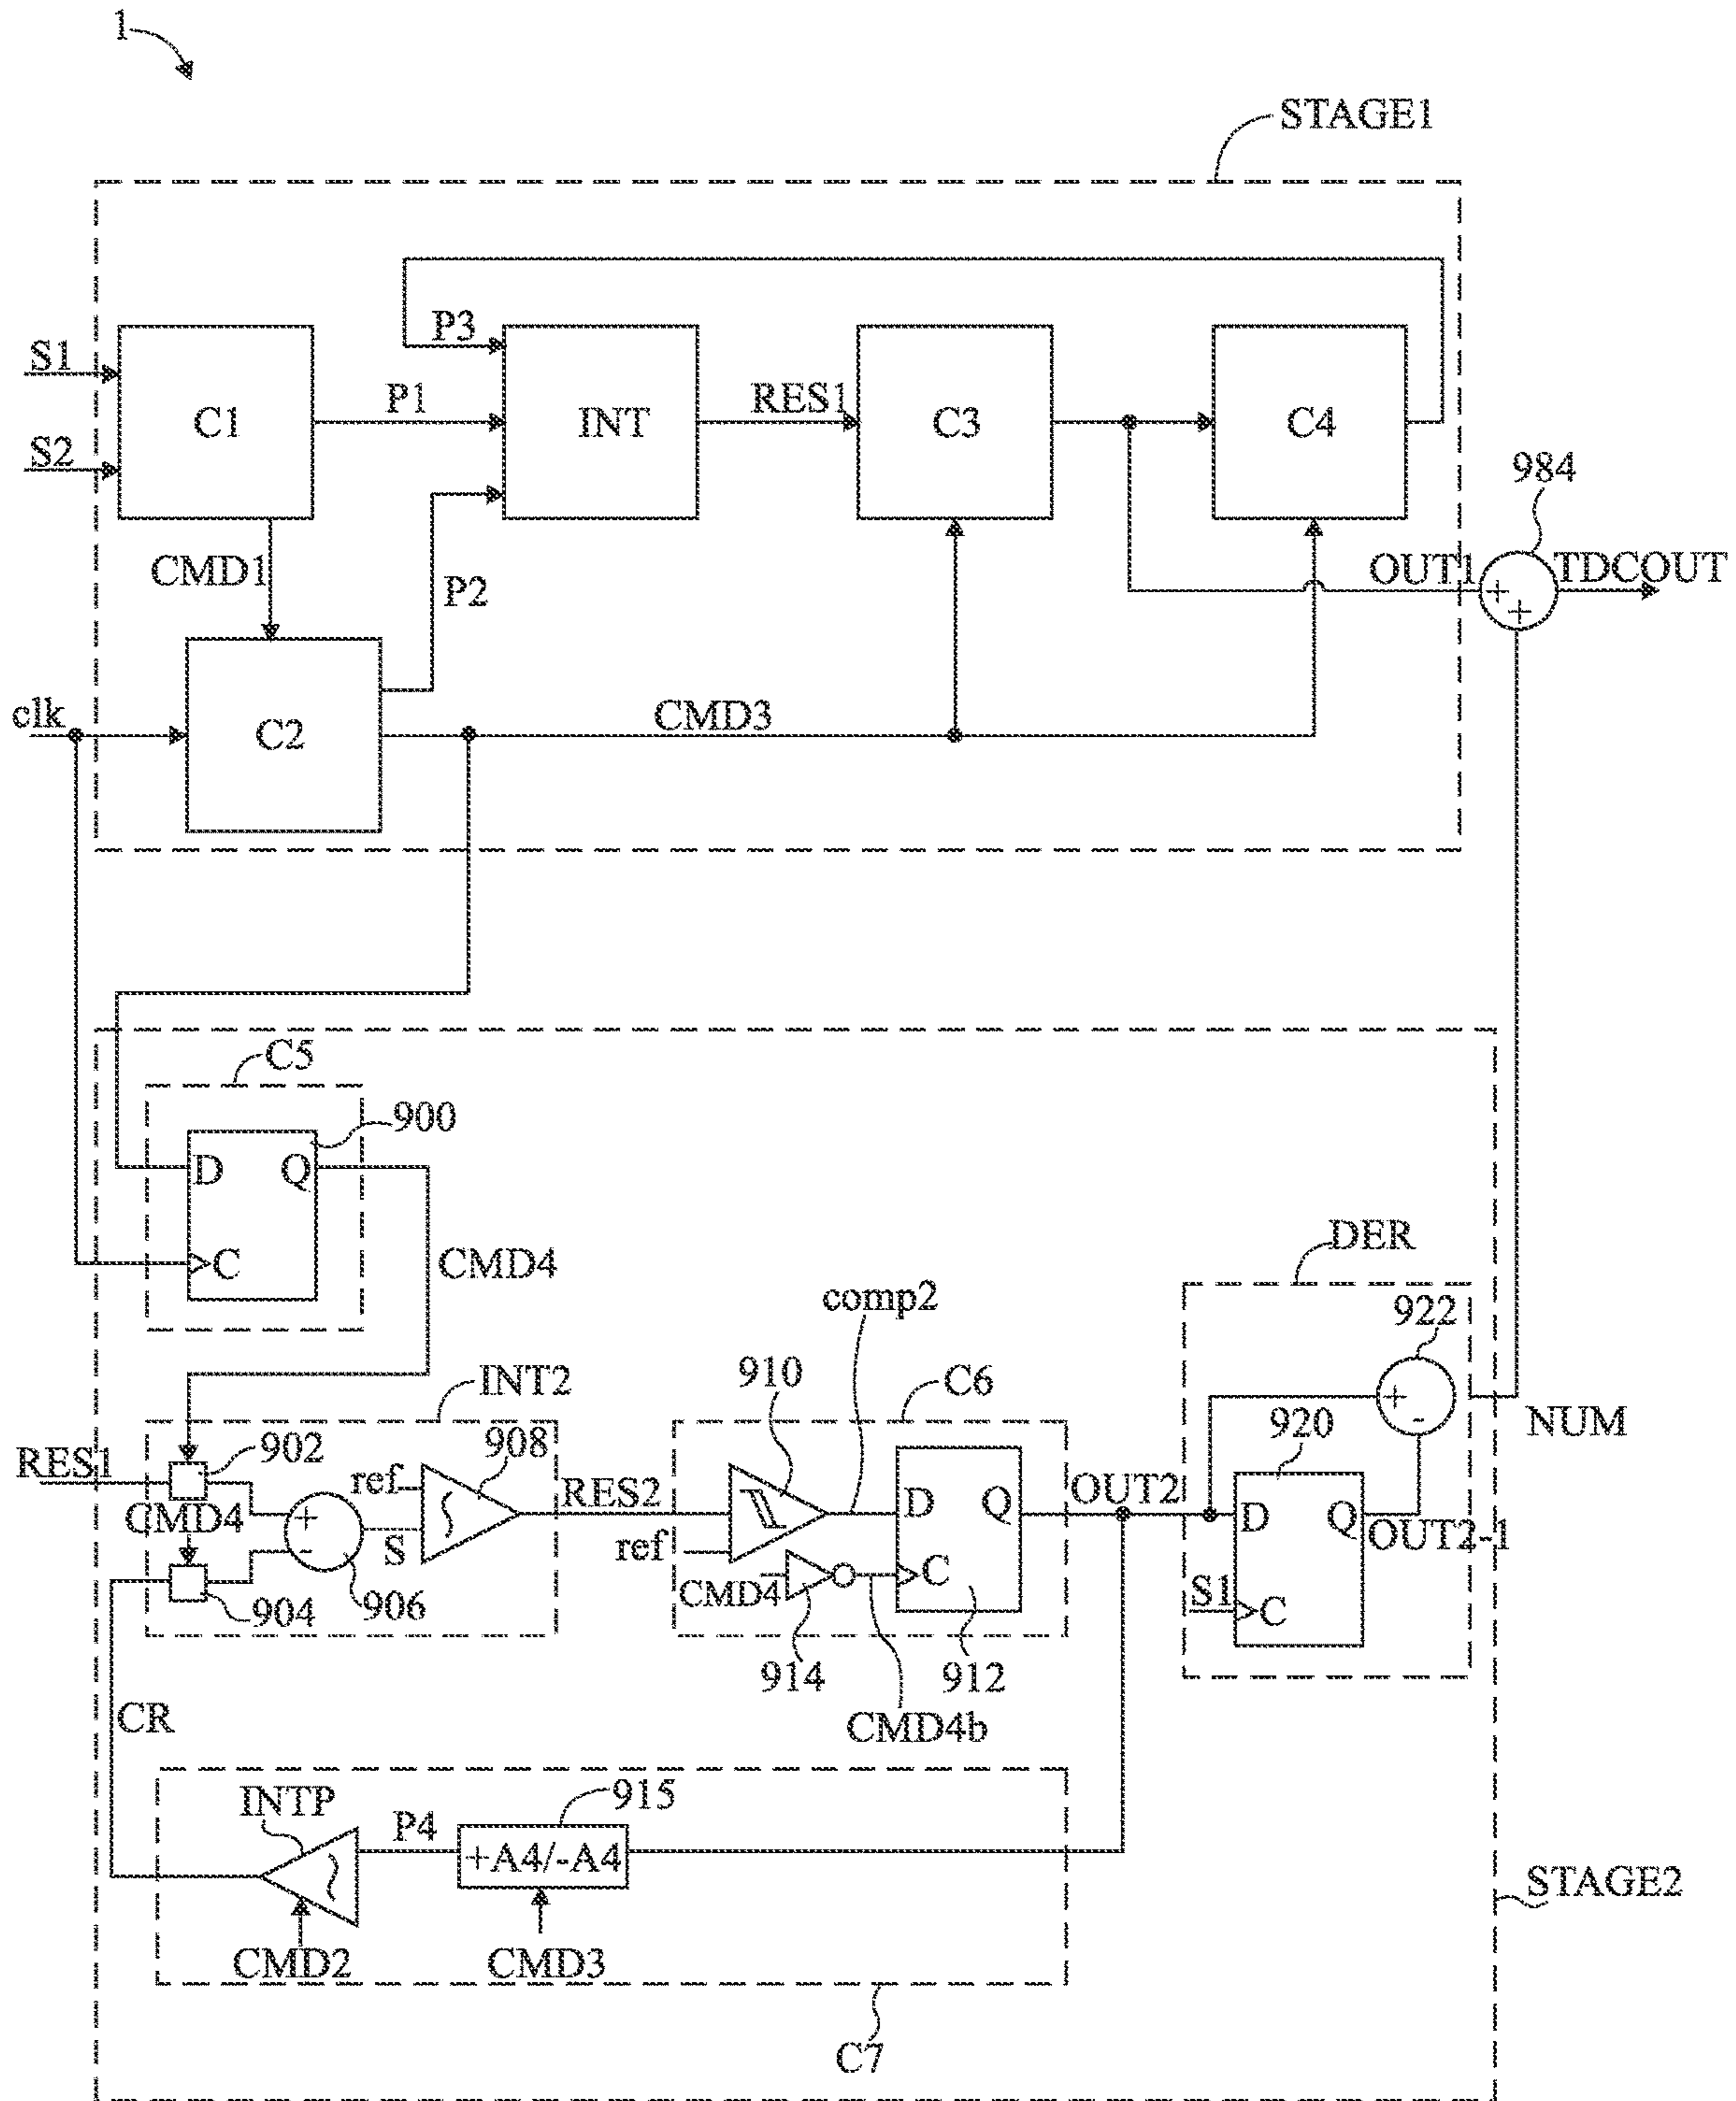 1
STAGE1
S1
S2
C1
P3
P1
INT
RES1
C3
C4
984
CMD1
P2
OUT1
TDCOUT
+
+
clk
C2
CMD3
C5
900
D
Q
C
CMD4
DER
922
comp2
INT2
910
C6
+
-
920
NUM
RES1
902
908
ref
CMD4
+
-
S
904
906
RES2
ref
CMD4
D
Q
C
914
912
CMD4b
OUT2
D
Q
OUT2-1
S1
C
CR
INTP
P4
915
+A4/-A4
CMD2
CMD3
C7
STAGE2